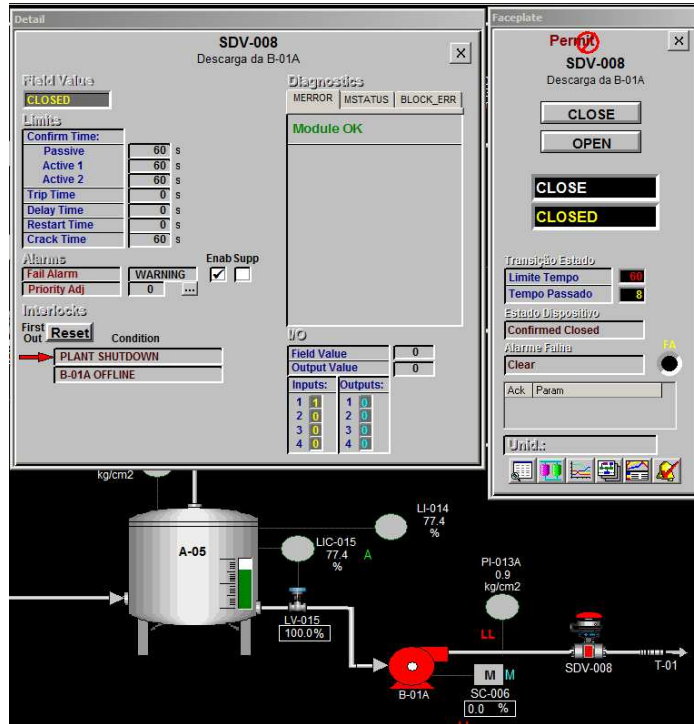 Detail
SDV-008
Descarga da B-01A
X
Field Value
CLOSED
Limits
Confirm Time:
Passive 60 s
Active 1 60 s
Active 2 60 s
Trip Time 0 s
Delay Time 0 s
Restart Time 0 s
Crack Time 60 s
Alarms Enab Supp
Fail Alarm WARNING
Priority Adj 0 ...
Interlocks
First Out Reset Condition
PLANT SHUTDOWN
B-01A OFFLINE
Diagnostics
MERROR MSTATUS BLOCK_ERR
Module OK
I/O
Field Value 0
Output Value 0
Inputs: Outputs:
1 1 1 0
2 0 2 0
3 0 3 0
4 0 4 0
Faceplate
Permit X
SDV-008
Descarga da B-01A
CLOSE
OPEN
CLOSE
CLOSED
Transição Estado
Limite Tempo 60
Tempo Passado 8
Estado Dispositivo
Confirmed Closed
Alarme Falha FA
Clear
Ack Param
Unid.:
kg/cm2
A-05
LI-014
77.4
%
LIC-015
77.4 A
%
LV-015
100.0%
PI-013A
0.9
kg/cm2
LL
B-01A
M M
SC-006
0.0 %
SDV-008
T-01